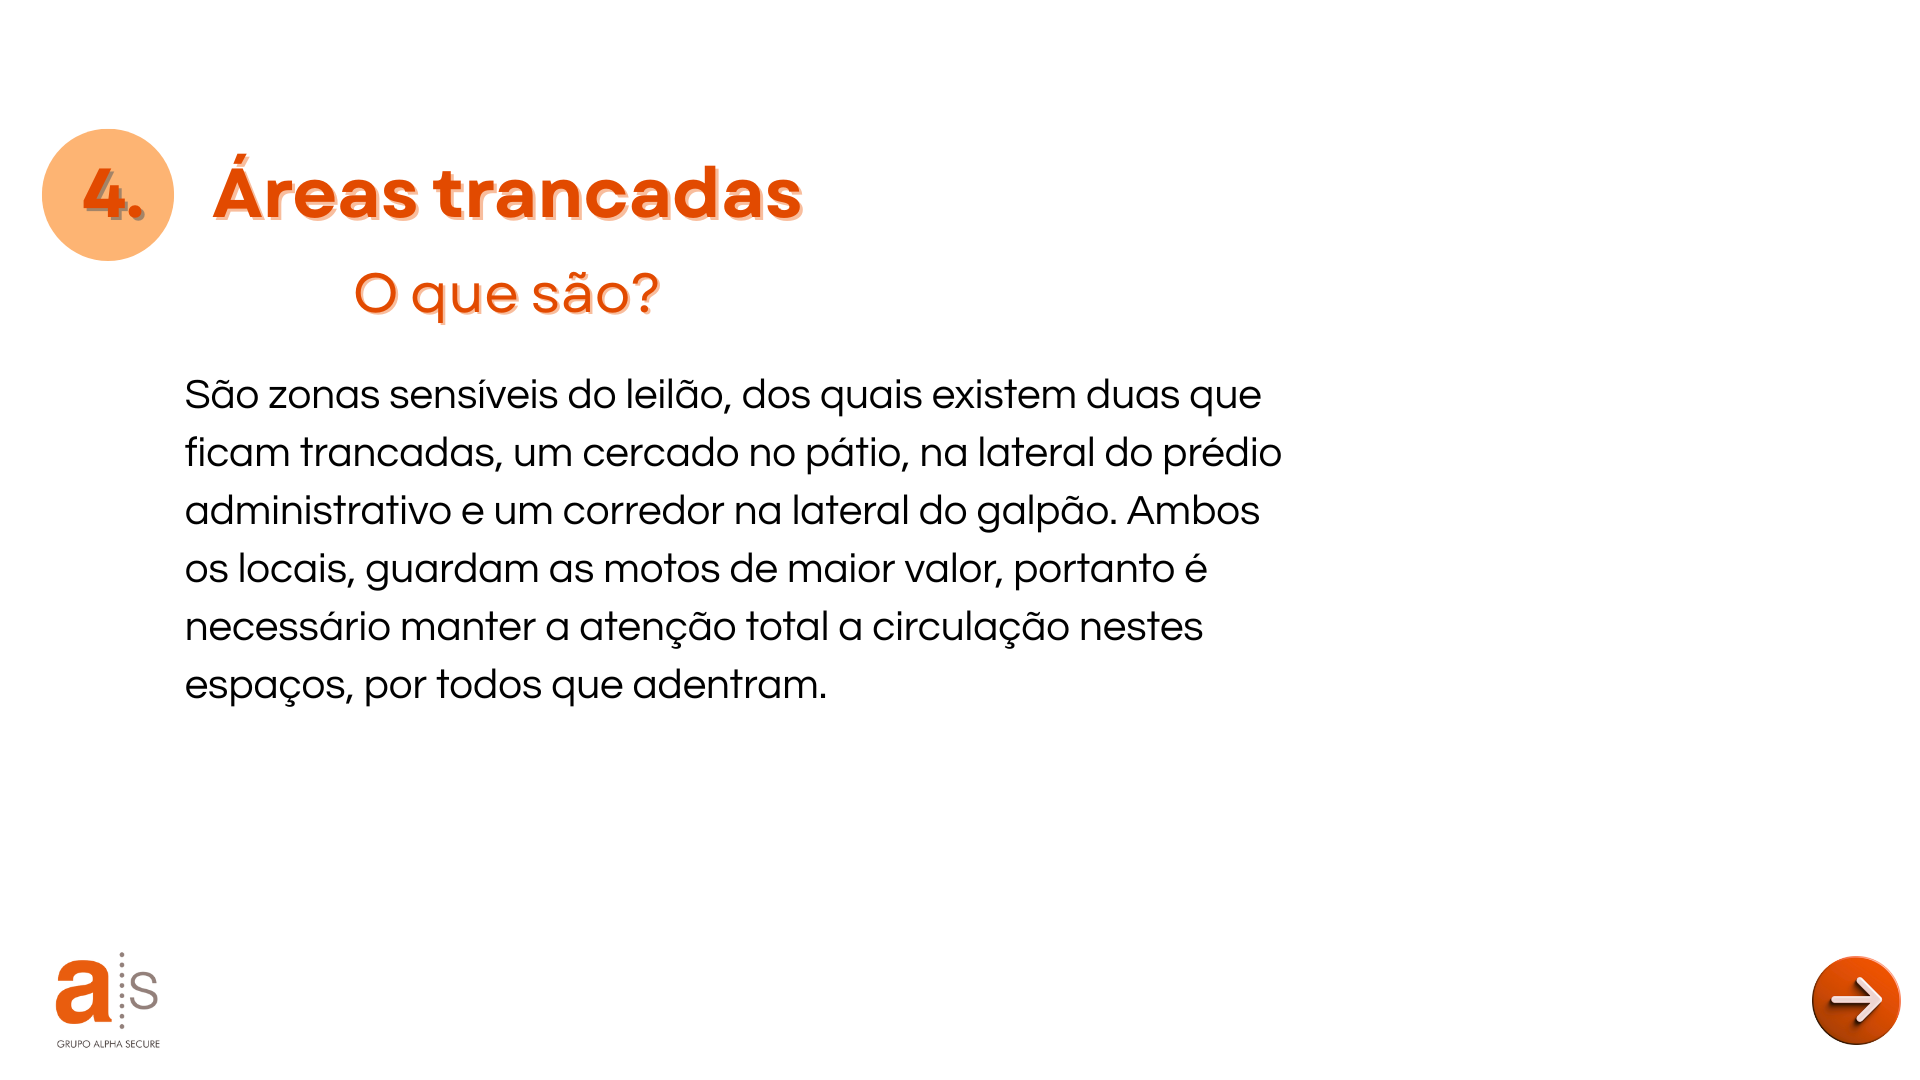 4. Áreas trancadas
O que são?
São zonas sensíveis do leilão, dos quais existem duas que
ficam trancadas, um cercado no pátio, na lateral do prédio
administrativo e um corredor na lateral do galpão. Ambos
os locais, guardam as motos de maior valor, portanto é
necessário manter a atenção total a circulação nestes
espaços, por todos que adentram.
a s
GRUPO ALPHA SECURE